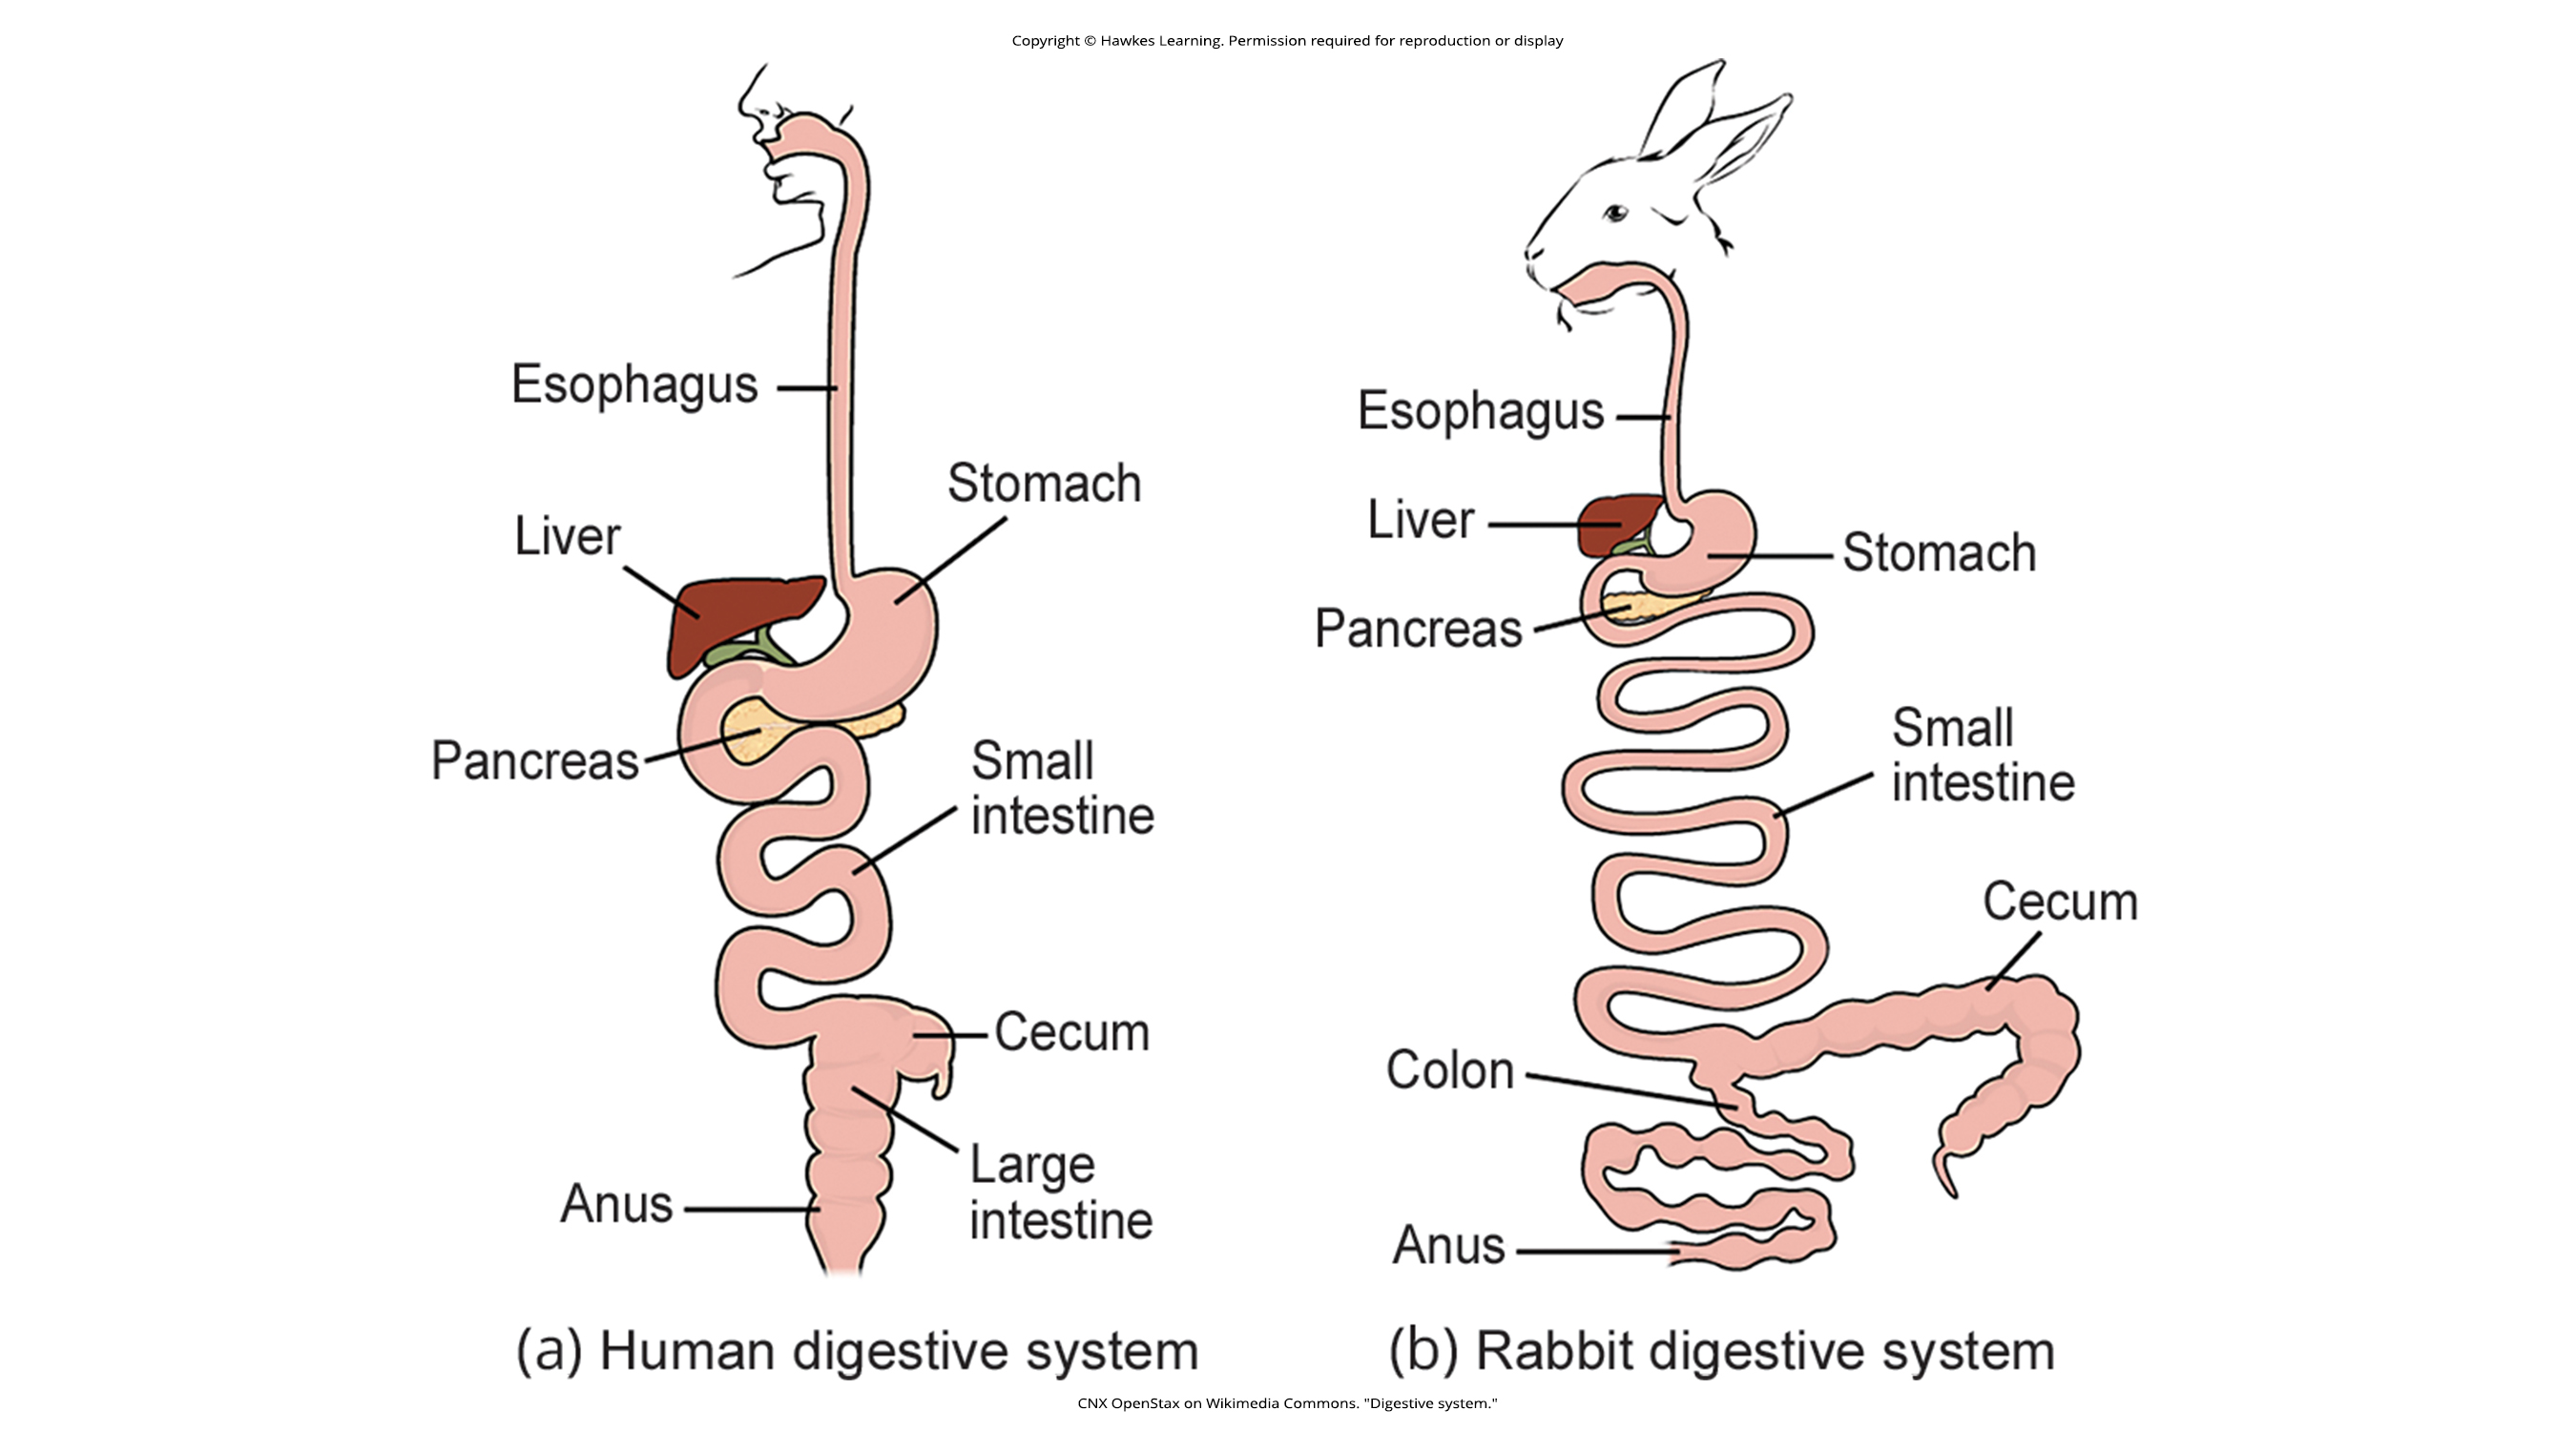 Copyright © Hawkes Learning. Permission required for reproduction or display
Esophagus
Stomach
Liver
Pancreas
Small
intestine
Cecum
Large
intestine
Anus
(a) Human digestive system
Esophagus
Liver
Stomach
Pancreas
Small
intestine
Cecum
Colon
Anus
(b) Rabbit digestive system
CNX OpenStax on Wikimedia Commons. "Digestive system."